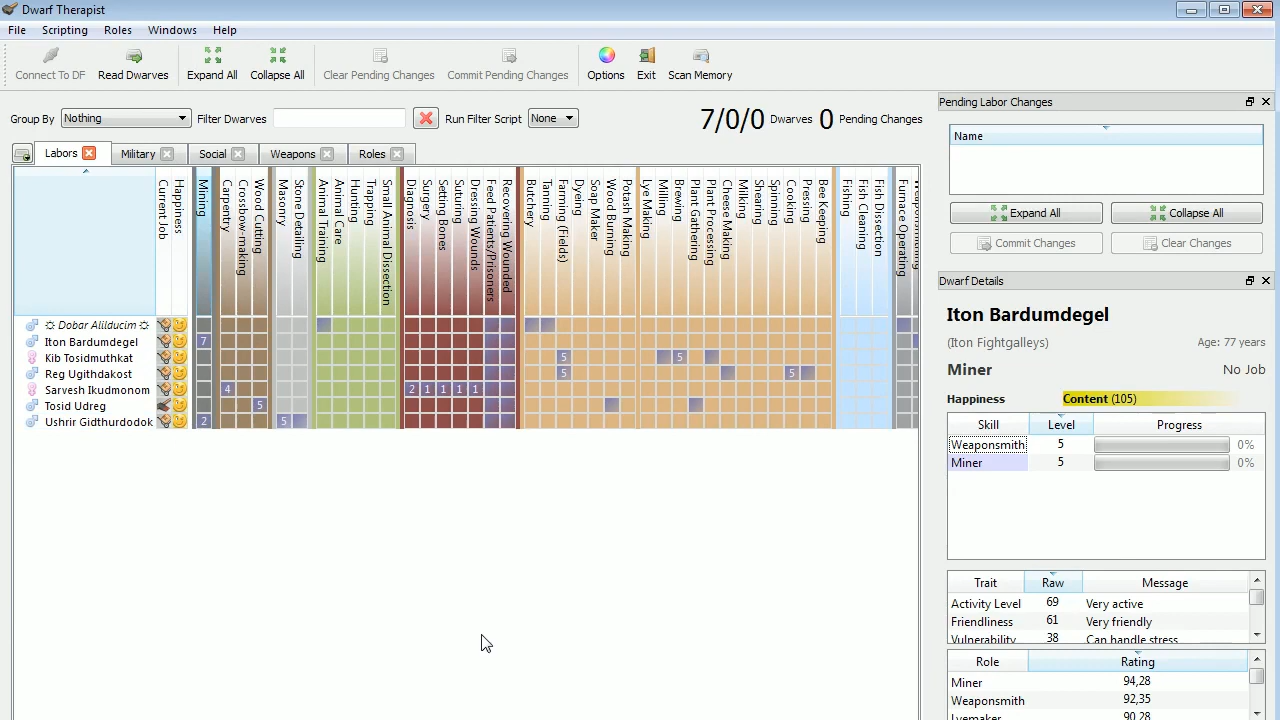 Dwarf Therapist
File Scripting Roles Windows Help
Connect To DF Read Dwarves Expand All Collapse All Clear Pending Changes Commit Pending Changes Options Exit Scan Memory
Group By Nothing Filter Dwarves Run Filter Script None 7/0/0 Dwarves 0 Pending Changes
Labors Military Social Weapons Roles
Current Job
Happiness
Mining
Carpentry
Crossbow-making
Wood Cutting
Masonry
Stone Detailing
Animal Training
Animal Care
Hunting
Trapping
Small Animal Dissection
Diagnosis
Surgery
Setting Bones
Suturing
Dressing Wounds
Feed Patients/Prisoners
Recovering Wounded
Butchery
Tanning
Farming (Fields)
Dyeing
Soap Maker
Wood Burning
Potash Making
Lye Making
Milling
Brewing
Plant Gathering
Plant Processing
Cheese Making
Milking
Shearing
Spinning
Cooking
Pressing
Bee Keeping
Fishing
Fish Cleaning
Fish Dissection
Furnace Operating
Dobar Alilducim
Iton Bardumdegel 7
Kib Tosidmuthkat 5 5
Reg Ugithdakost 5 5
Sarvesh Ikudmonom 4 2 1 1 1 1
Tosid Udreg 5
Ushrir Gidthurdodok 2 5
Pending Labor Changes
Name
Expand All Collapse All
Commit Changes Clear Changes
Dwarf Details
Iton Bardumdegel
(Iton Fightgalleys) Age: 77 years
Miner No Job
Happiness Content (105)
Skill Level Progress
Weaponsmith 5 0%
Miner 5 0%
Trait Raw Message
Activity Level 69 Very active
Friendliness 61 Very friendly
Vulnerability 38 Can handle stress
Role Rating
Miner 94,28
Weaponsmith 92,35
Lyemaker 90,28